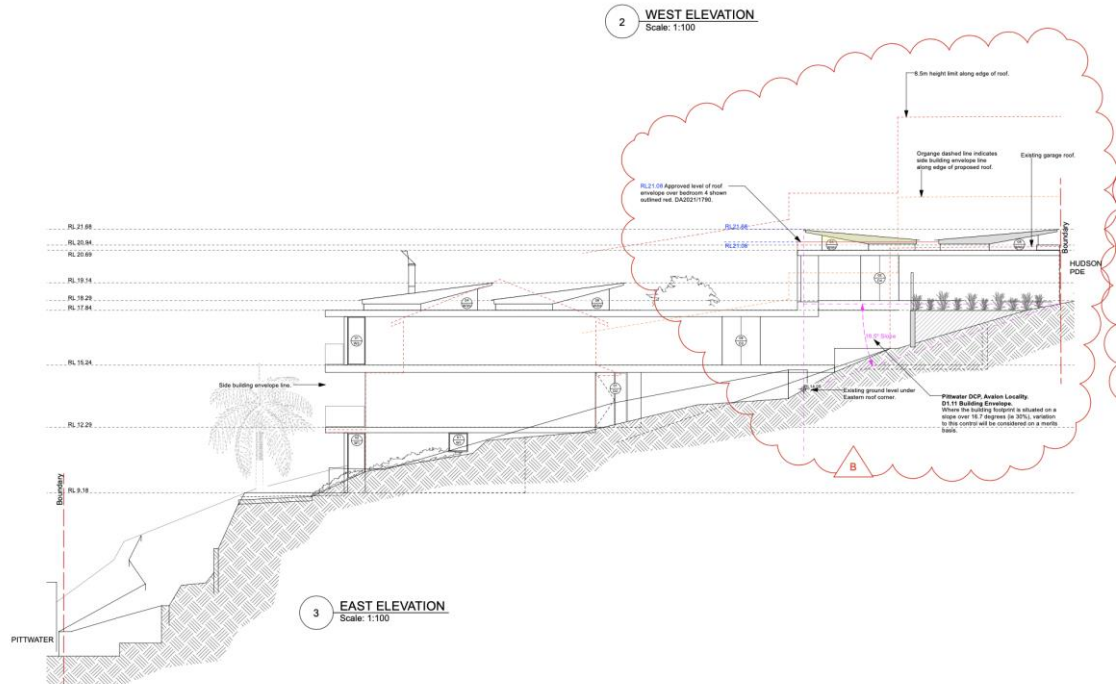 2
WEST ELEVATION
Scale: 1:100
8.5m height limit along edge of roof.
Organge dashed line indicates
side building envelope line
along edge of proposed roof.
Existing garage roof.
RL21.08 Approved level of roof
envelope over bedroom 4 shown
outlined red. DA2021/1790.
RL 21.68
RL 20.94
RL 20.69
RL 19.14
RL 18.29
RL 17.84
RL 15.24
RL 12.29
RL 9.18
RL21.68
RL21.08
Boundary
HUDSON
PDE
Slope
Side building envelope line.
Existing ground level under
Eastern roof corner.
Pittwater DCP, Avalon Locality.
D1.11 Building Envelope.
Where the building footprint is situated on a
slope over 16.7 degrees (ie 30%), variation
to this control will be considered on a merits
basis.
B
Boundary
PITTWATER
3
EAST ELEVATION
Scale: 1:100